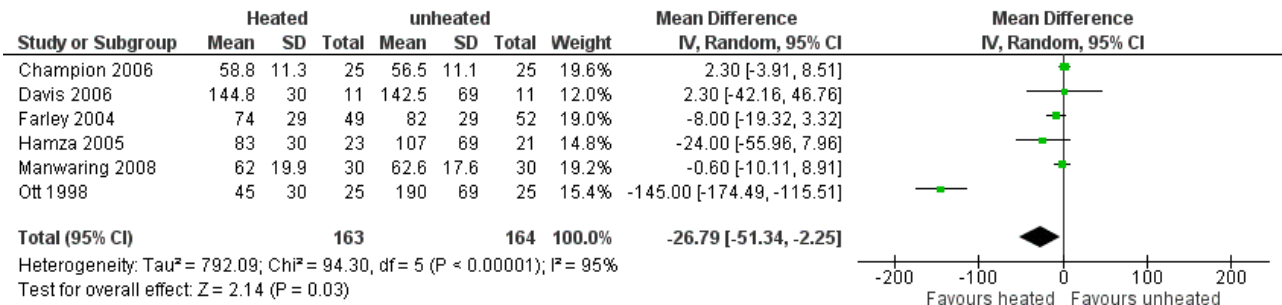 Heated unheated Mean Difference Mean Difference
Study or Subgroup Mean SD Total Mean SD Total Weight IV, Random, 95% CI IV, Random, 95% CI
Champion 2006 58.8 11.3 25 56.5 11.1 25 19.6% 2.30 [-3.91, 8.51]
Davis 2006 144.8 30 11 142.5 69 11 12.0% 2.30 [-42.16, 46.76]
Farley 2004 74 29 49 82 29 52 19.0% -8.00 [-19.32, 3.32]
Hamza 2005 83 30 23 107 69 21 14.8% -24.00 [-55.96, 7.96]
Manwaring 2008 62 19.9 30 62.6 17.6 30 19.2% -0.60 [-10.11, 8.91]
Ott 1998 45 30 25 190 69 25 15.4% -145.00 [-174.49, -115.51]
Total (95% CI) 163 164 100.0% -26.79 [-51.34, -2.25]
Heterogeneity: Tau² = 792.09; Chi² = 94.30, df = 5 (P < 0.00001); I² = 95%
Test for overall effect: Z = 2.14 (P = 0.03)
-200 -100 0 100 200
Favours heated Favours unheated